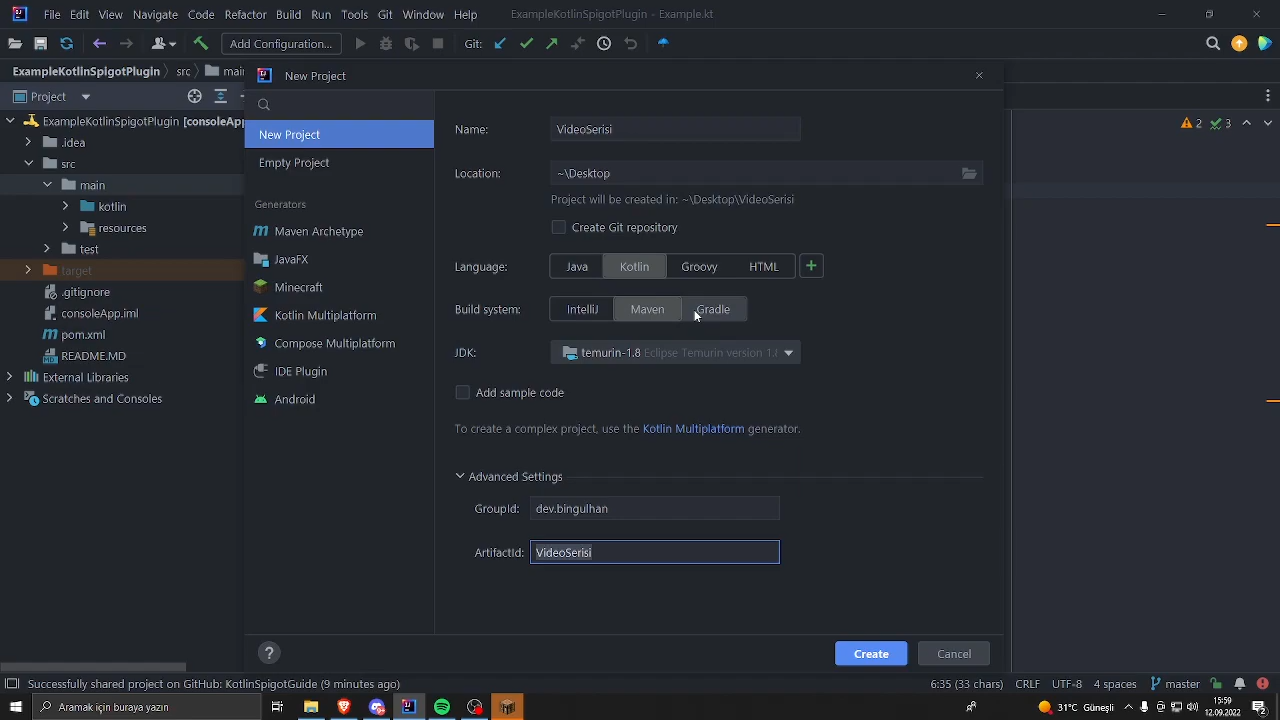 File Edit View Navigate Code Refactor Build Run Tools Git Window Help ExampleKotlinSpigotPlugin - Example.kt
Add Configuration... Git:
ExampleKotlinSpigotPlugin src main
New Project
Project
ExampleKotlinSpigotPlugin [consoleApp
.idea
src
main
kotlin
resources
test
target
.gitignore
consoleApp.iml
pom.xml
README.MD
External Libraries
Scratches and Consoles
New Project
Empty Project
Generators
Maven Archetype
JavaFX
Minecraft
Kotlin Multiplatform
Compose Multiplatform
IDE Plugin
Android
Name: VideoSerisi
Location: ~\Desktop
Project will be created in: ~\Desktop\VideoSerisi
Create Git repository
Language: Java Kotlin Groovy HTML
Build system: IntelliJ Maven Gradle
JDK: temurin-1.8 Eclipse Temurin version 1.8
Add sample code
To create a complex project, use the Kotlin Multiplatform generator.
Advanced Settings
GroupId: dev.bingulhan
ArtifactId: VideoSerisi
? Create Cancel
2 3
Successfully shared project on GitHub: KotlinSpigotGuide (9 minutes ago) 6:35 (33 chars) CRLF UTF-8 4 spaces master
Aramak için buraya yazın 31°C Güneşli 15:59
12.09.2022 2